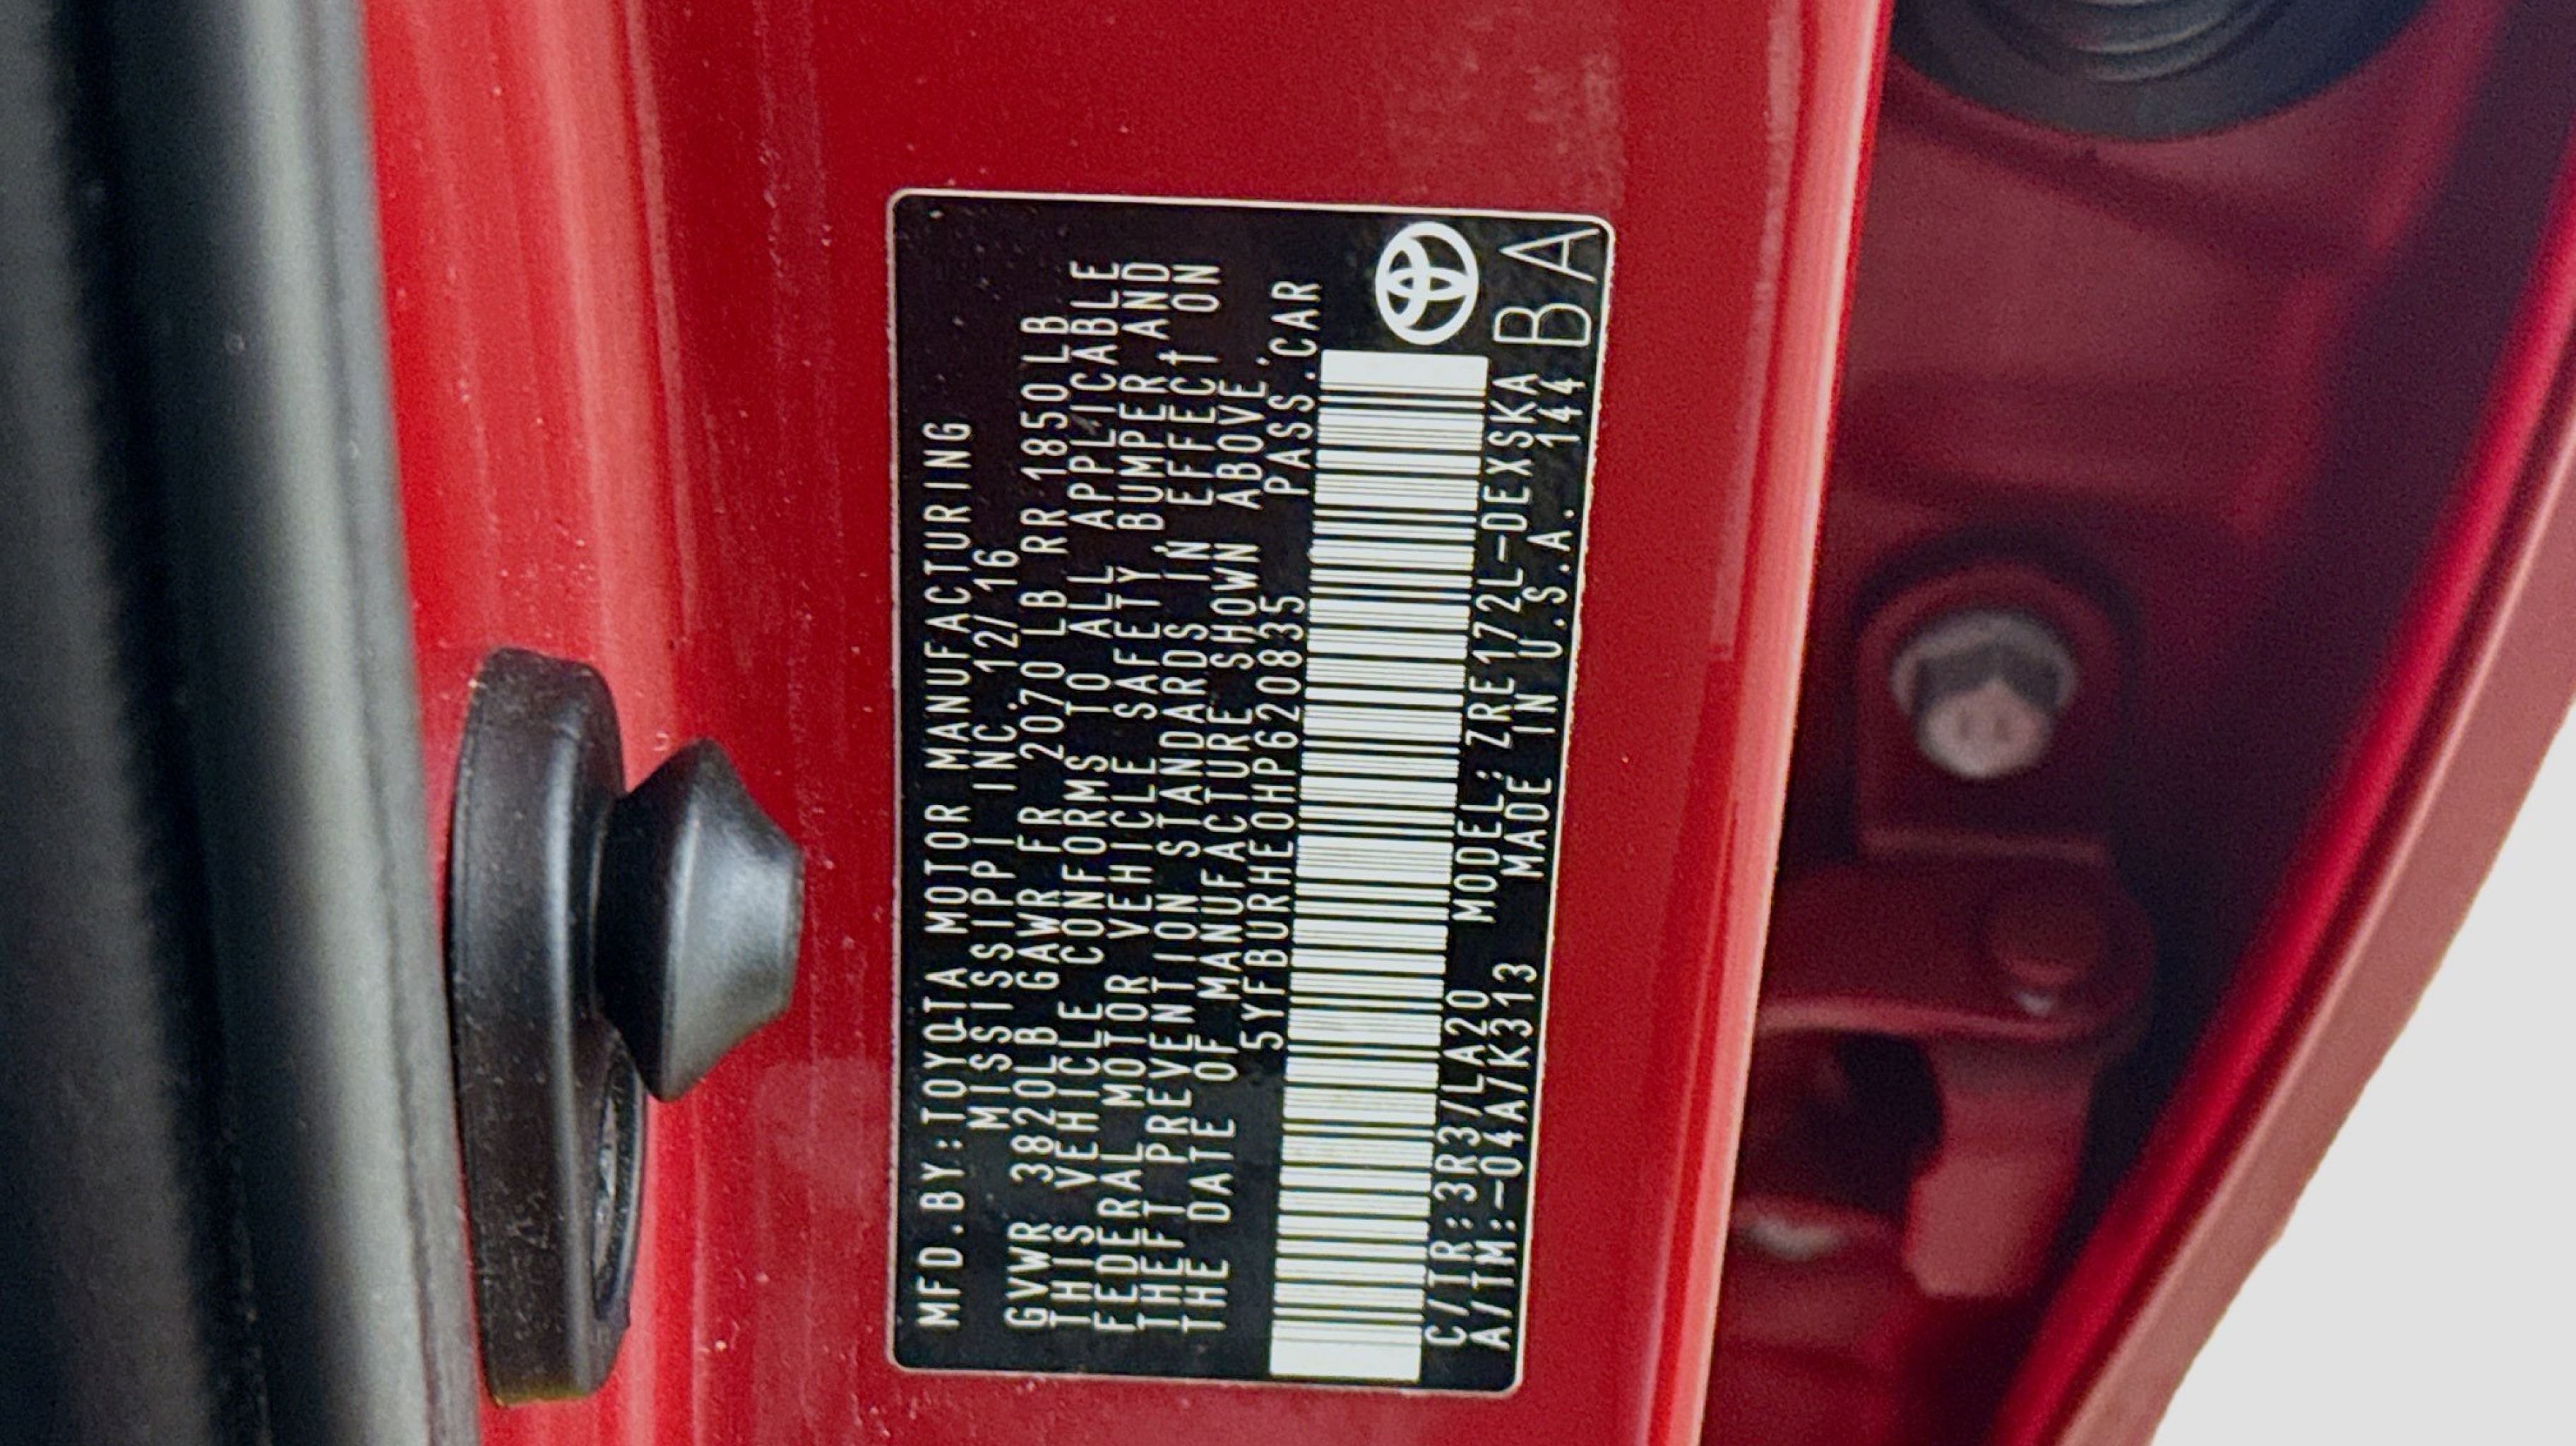 MFD.BY:TOYOTA MOTOR MANUFACTURING
MISSISSIPPI INC. 12/16
GVWR 3820LB GAWR FR 2070 LB RR 1850LB
THIS VEHICLE CONFORMS TO ALL APPLICABLE
FEDERAL MOTOR VEHICLE SAFETY, BUMPER AND
THEFT PREVENTION STANDARDS IN EFFECT ON
THE DATE OF MANUFACTURE SHOWN ABOVE.
5YFBURHE0HP620835 PASS.CAR
C/TR:3R3/LA20 MODEL:ZRE172L-DEXSKA
A/TM:-04A/K313 MADE IN U.S.A. 144 BA